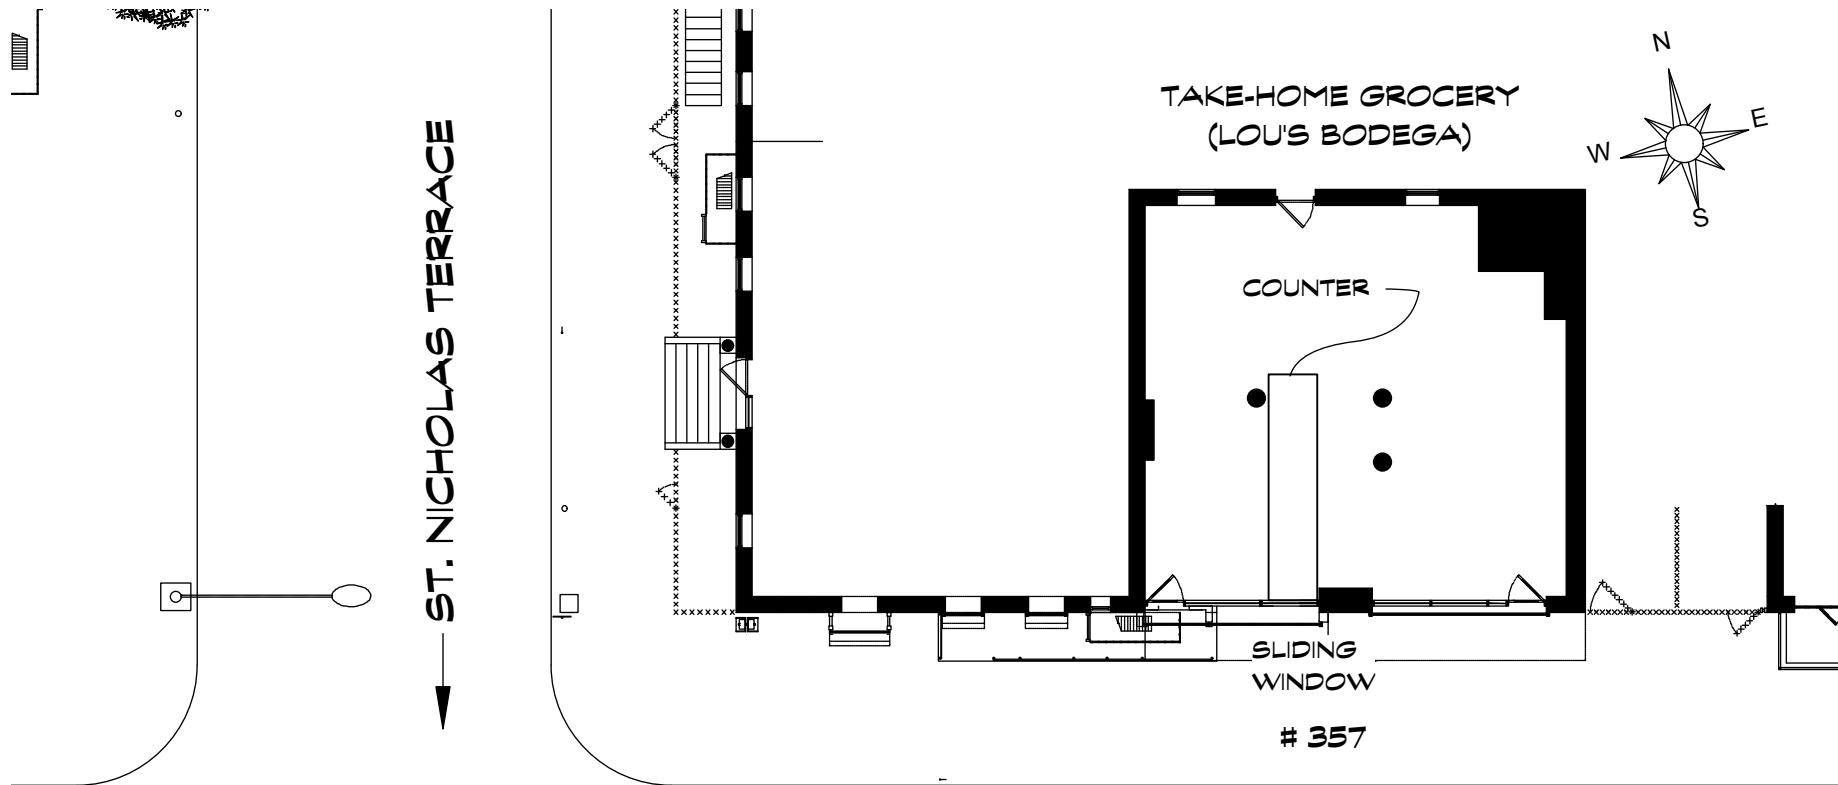 N
TAKE-HOME GROCERY
(LOU'S BODEGA)
E
W
S
ST. NICHOLAS TERRACE
COUNTER
SLIDING
WINDOW
# 357